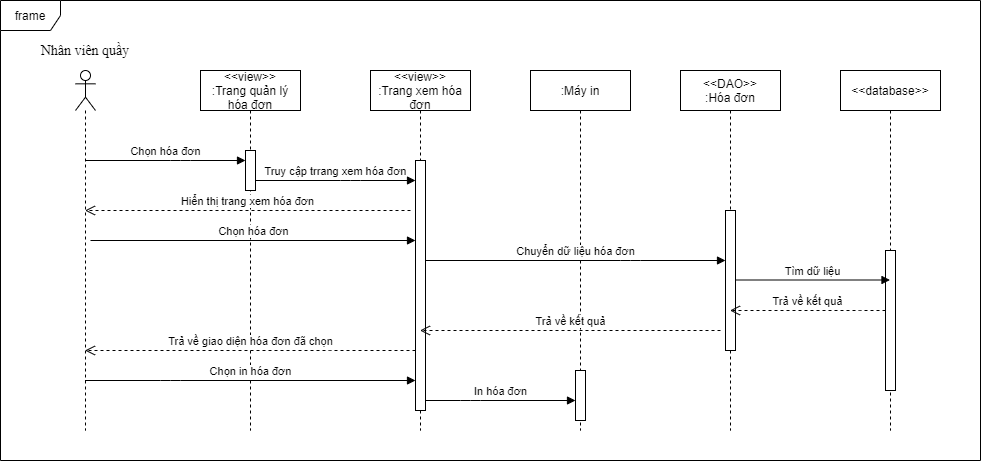 frame
Nhân viên quầy
<<view>>
:Trang quản lý
hóa đơn
<<view>>
:Trang xem hóa
đơn
:Máy in
<<DAO>>
:Hóa đơn
<<database>>
Chọn hóa đơn
Truy cập trrang xem hóa đơn
Hiển thị trang xem hóa đơn
Chọn hóa đơn
Chuyển dữ liệu hóa đơn
Tìm dữ liệu
Trả về kết quả
Trả về kết quả
Trả về giao diện hóa đơn đã chọn
Chọn in hóa đơn
In hóa đơn